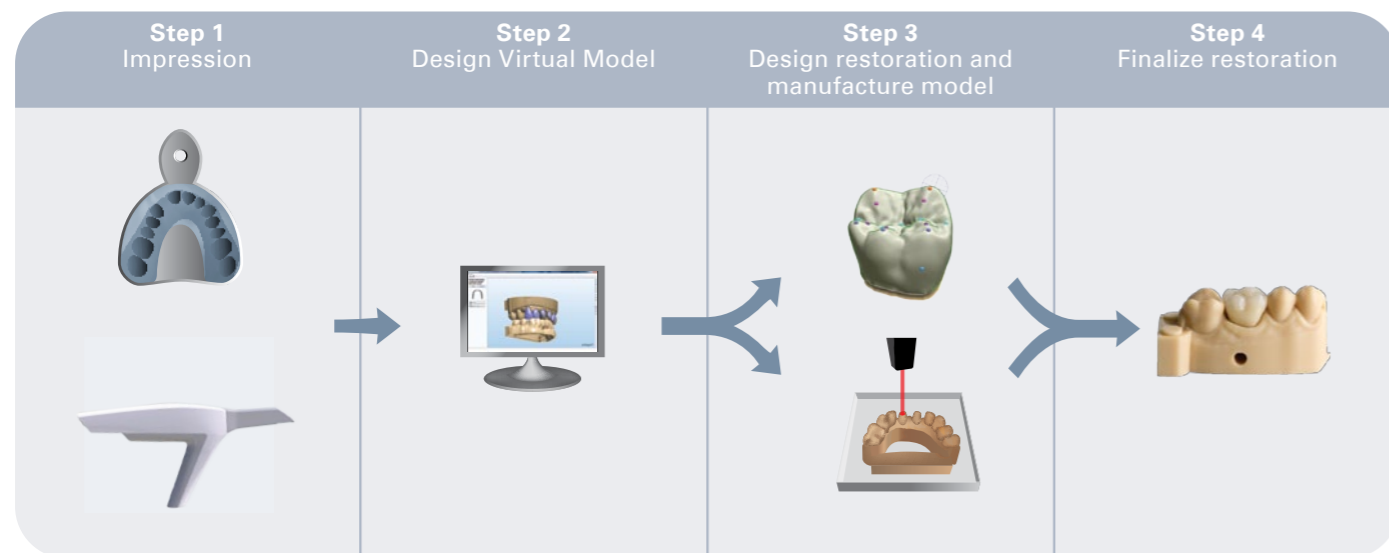 Step 1
Impression
Step 2
Design Virtual Model
Step 3
Design restoration and
manufacture model
Step 4
Finalize restoration